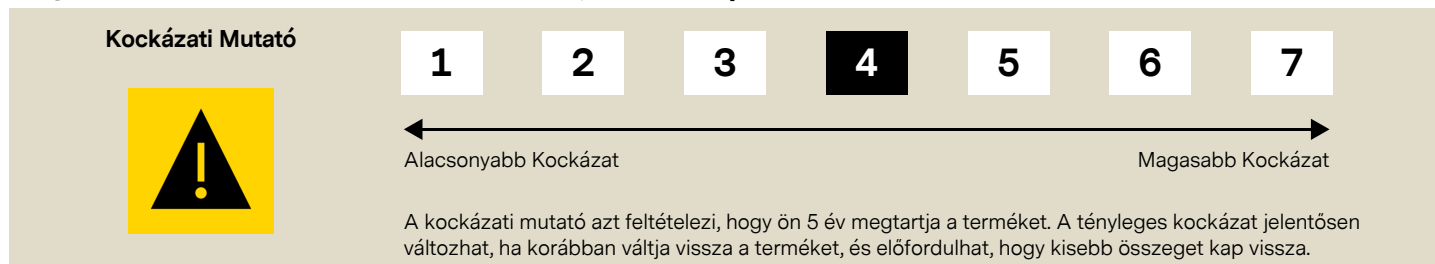 Kockázati Mutató
1 2 3 4 5 6 7
Alacsonyabb Kockázat Magasabb Kockázat
A kockázati mutató azt feltételezi, hogy ön 5 év megtartja a terméket. A tényleges kockázat jelentősen
változhat, ha korábban váltja vissza a terméket, és előfordulhat, hogy kisebb összeget kap vissza.